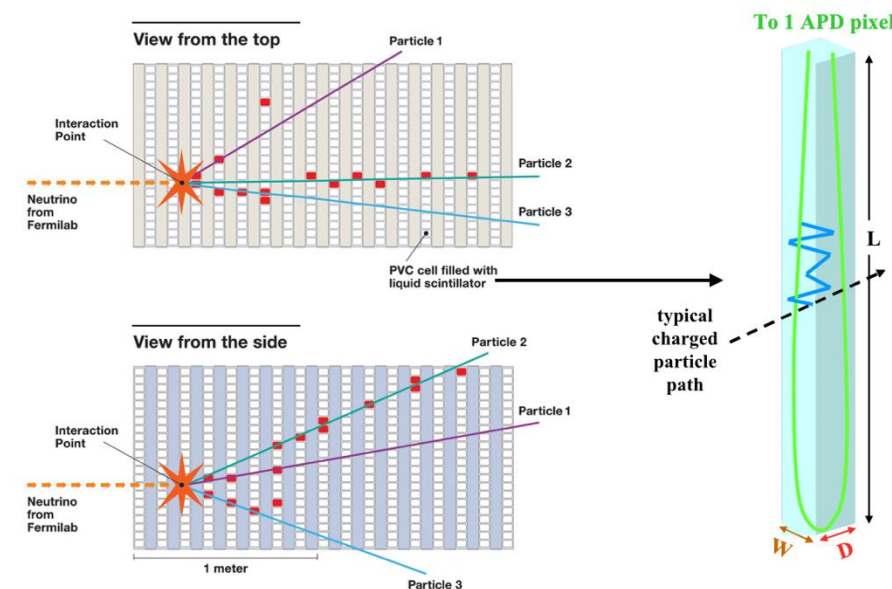 View from the top
Particle 1
Interaction
Point
Particle 2
Neutrino
from
Fermilab
Particle 3
PVC cell filled with
liquid scintillator
View from the side
Particle 2
Interaction
Point
Particle 1
Neutrino
from
Fermilab
1 meter
Particle 3
To 1 APD pixel
L
typical
charged
particle
path
W
D